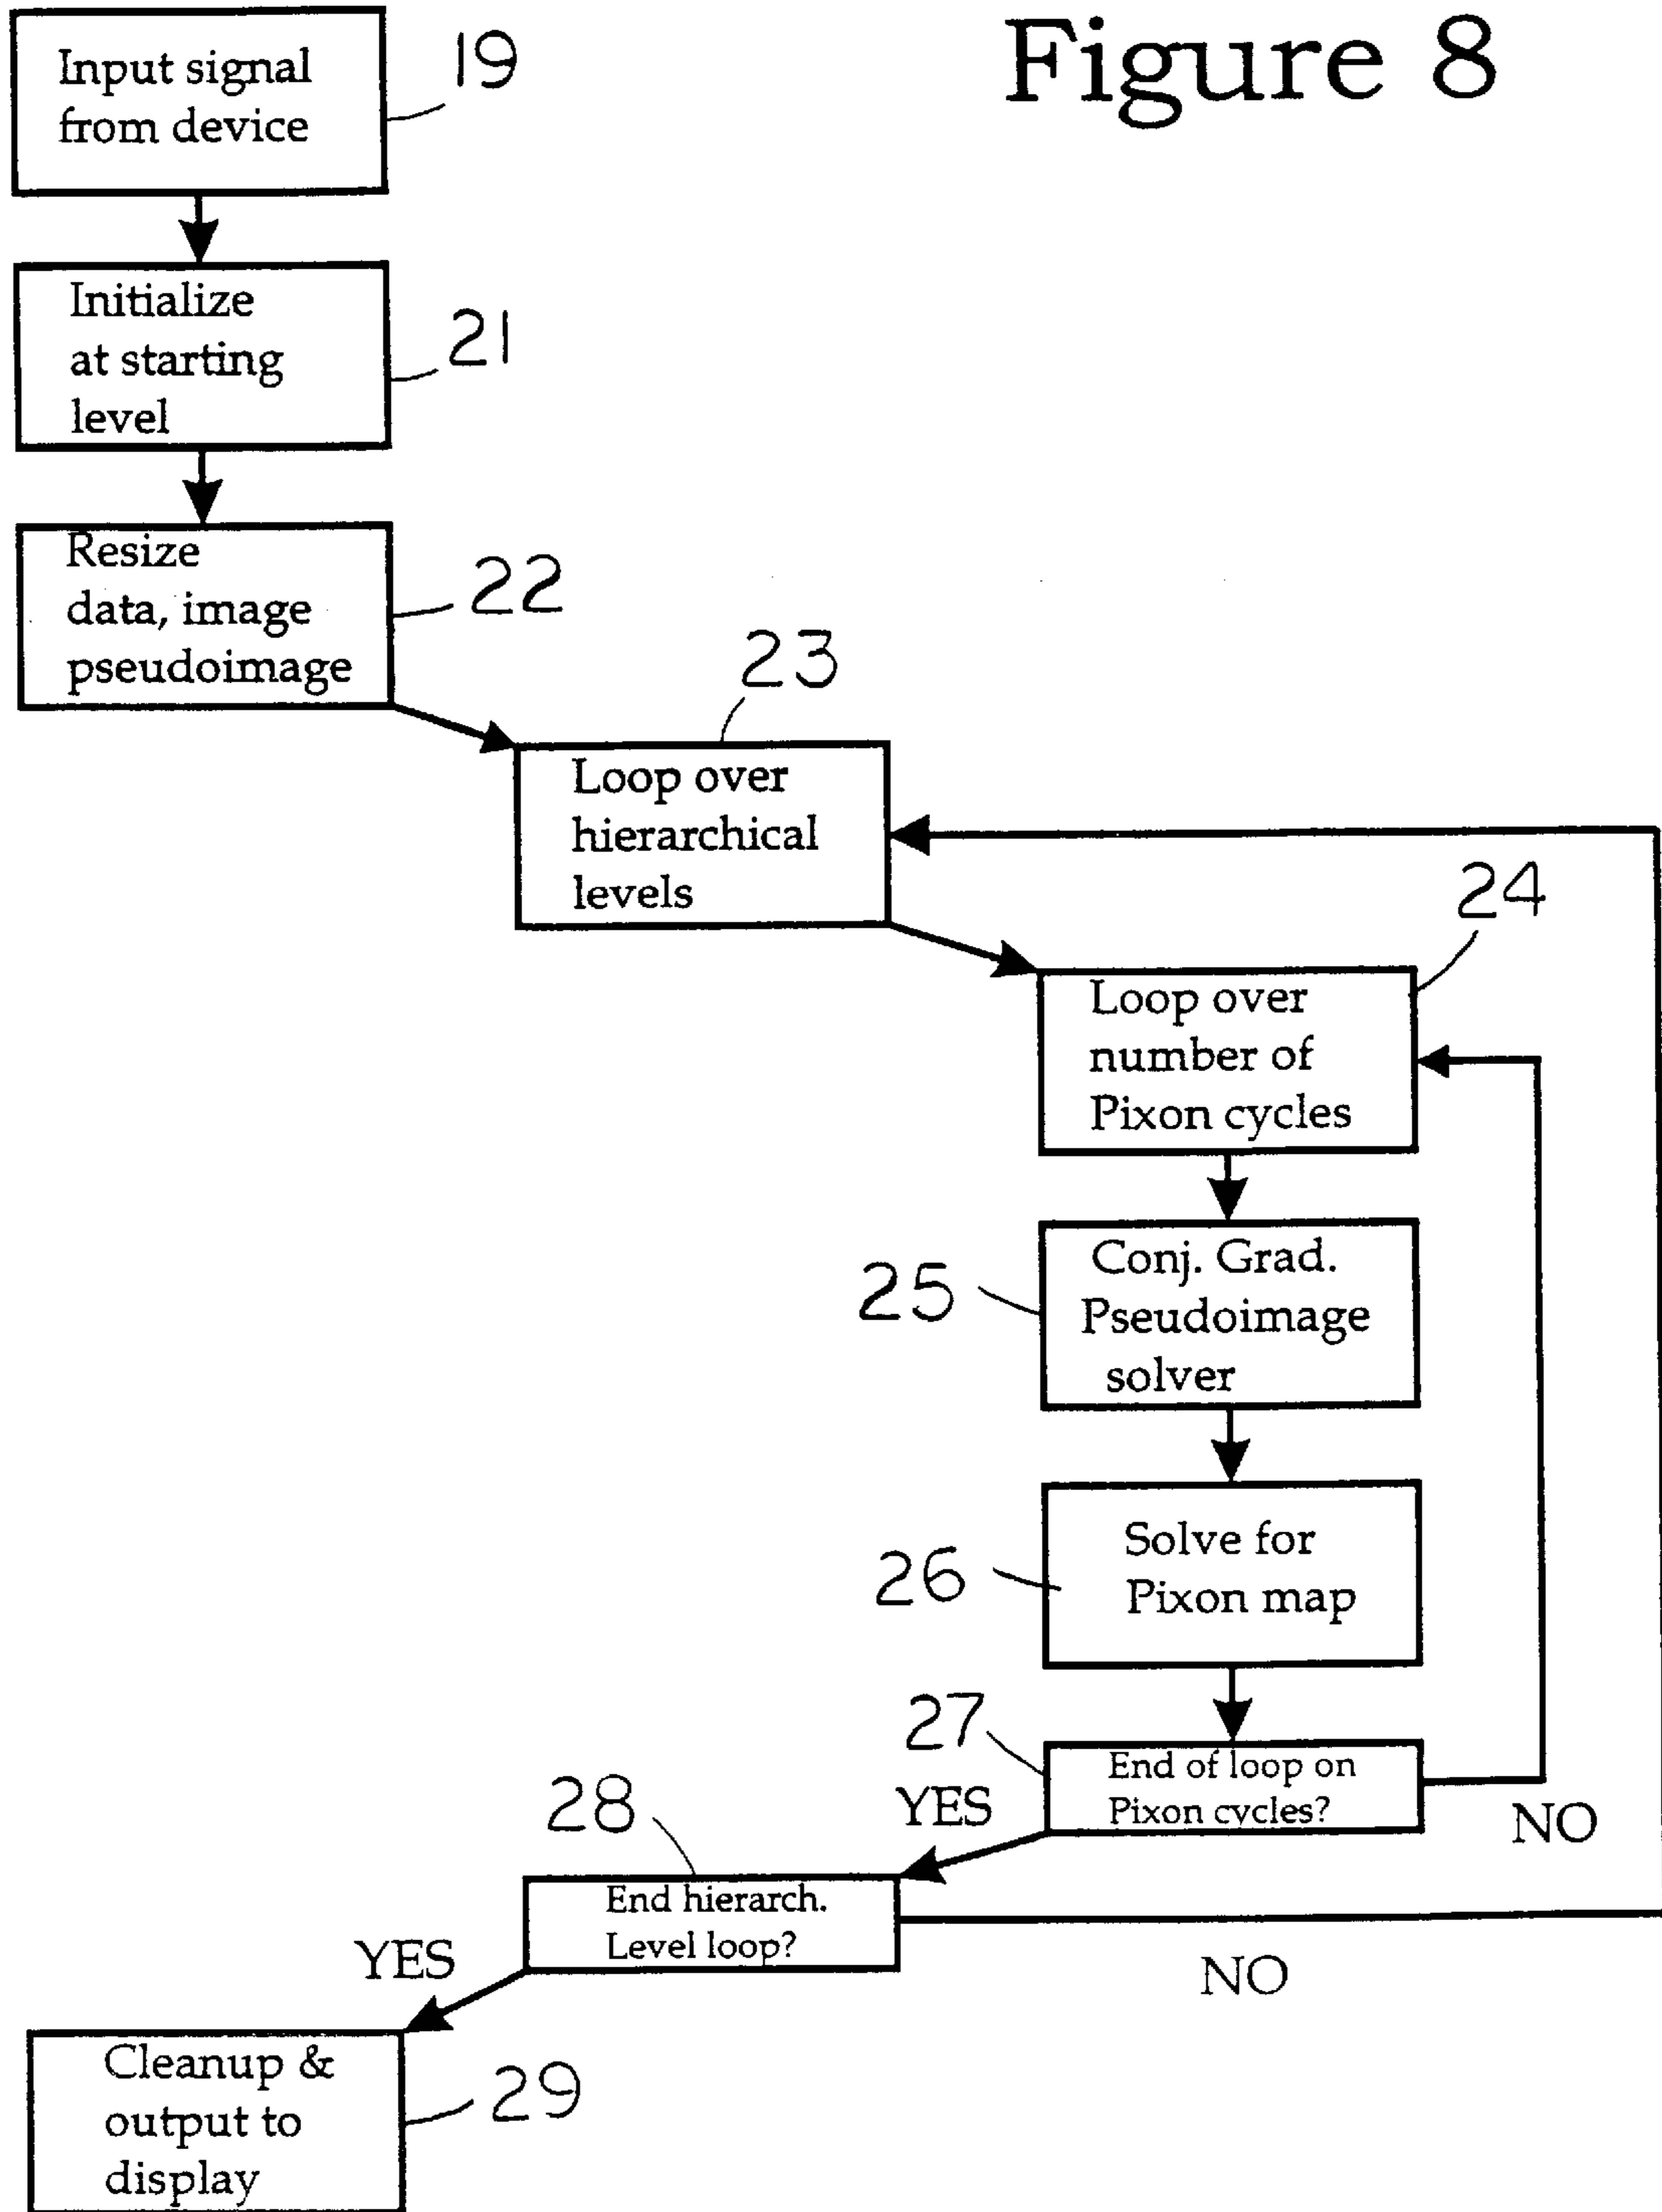 Figure 8
Input signal
from device
19
Initialize
at starting
level
21
Resize
data, image
pseudoimage
22
23
Loop over
hierarchical
levels
24
Loop over
number of
Pixon cycles
25
Conj. Grad.
Pseudoimage
solver
26
Solve for
Pixon map
27
End of loop on
Pixon cycles?
YES
NO
28
End hierarch.
Level loop?
YES
NO
Cleanup &
output to
display
29